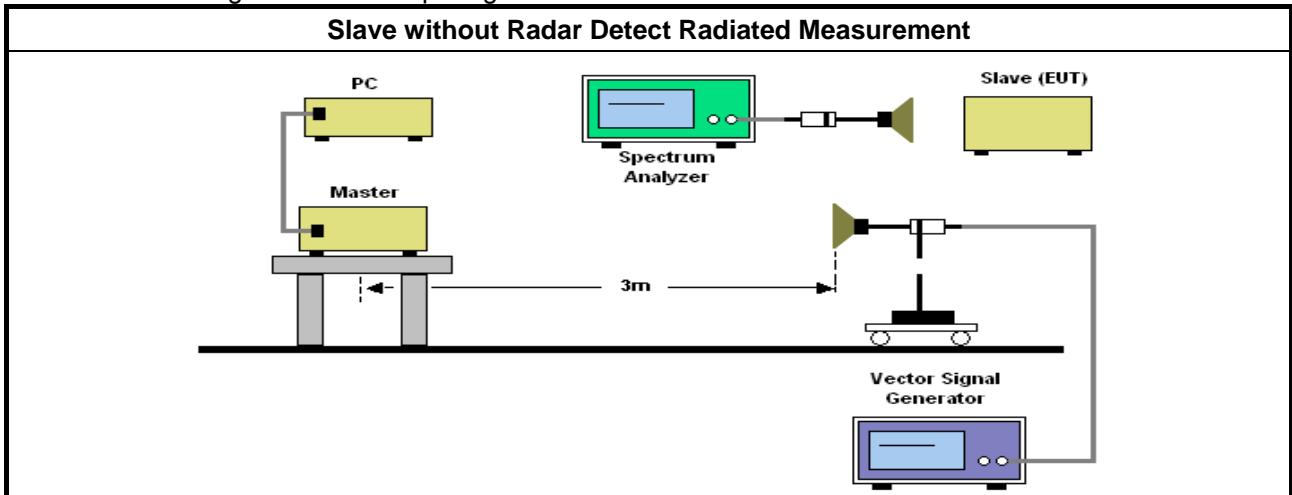 Slave without Radar Detect Radiated Measurement
PC
Slave (EUT)
Spectrum
Analyzer
Master
3m
Vector Signal
Generator